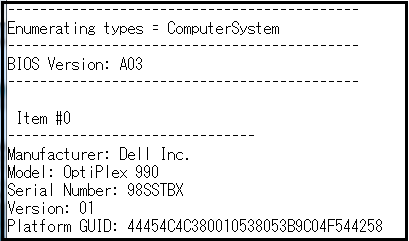 --------------------------------------------
Enumerating types = ComputerSystem
--------------------------------------------
BIOS Version: A03
--------------------------------------------
Item #0
-------------------------------
Manufacturer: Dell Inc.
Model: OptiPlex 990
Serial Number: 98SSTBX
Version: 01
Platform GUID: 44454C4C380010538053B9C04F544258